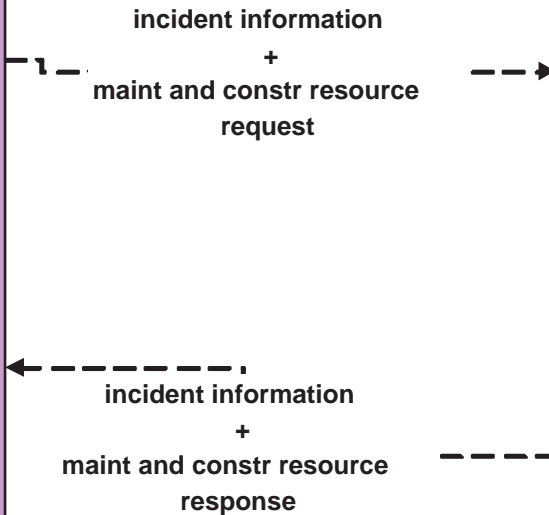 incident information
+
maint and constr resource
request
incident information
+
maint and constr resource
response